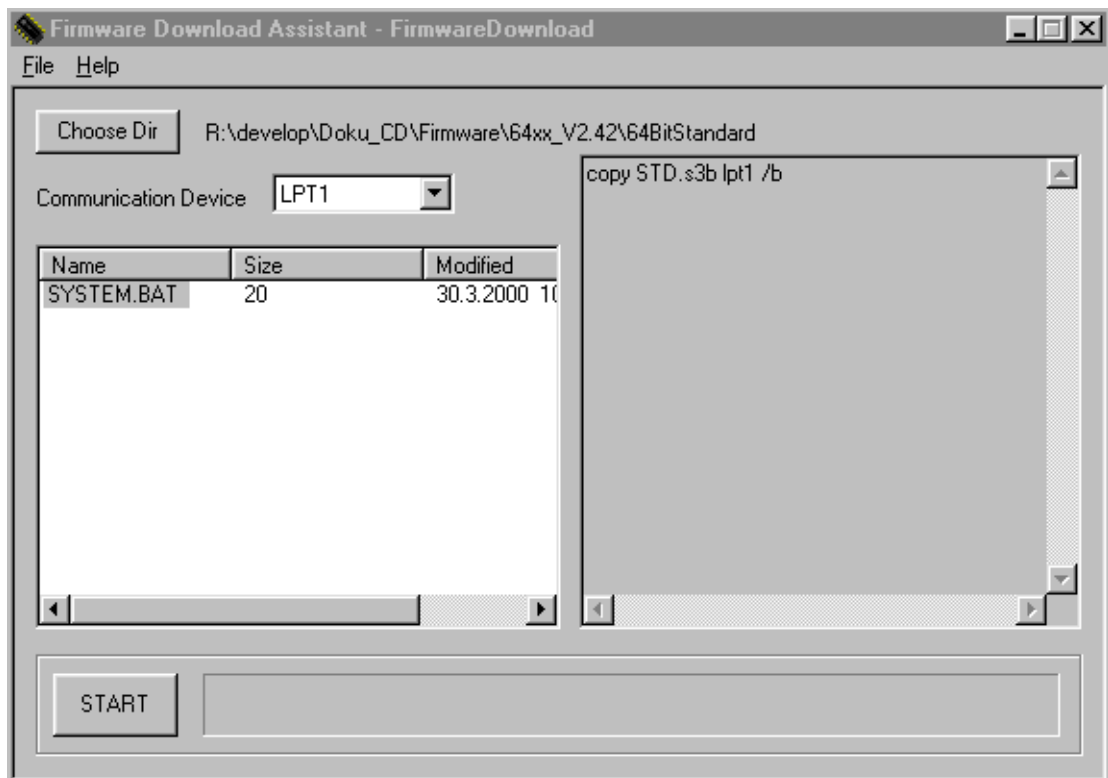 Firmware Download Assistant - FirmwareDownload
File Help
Choose Dir R:\develop\Doku_CD\Firmware\64xx_V2.42\64BitStandard
Communication Device LPT1
Name Size Modified
SYSTEM.BAT 20 30.3.2000 10
copy STD.s3b lpt1 /b
START